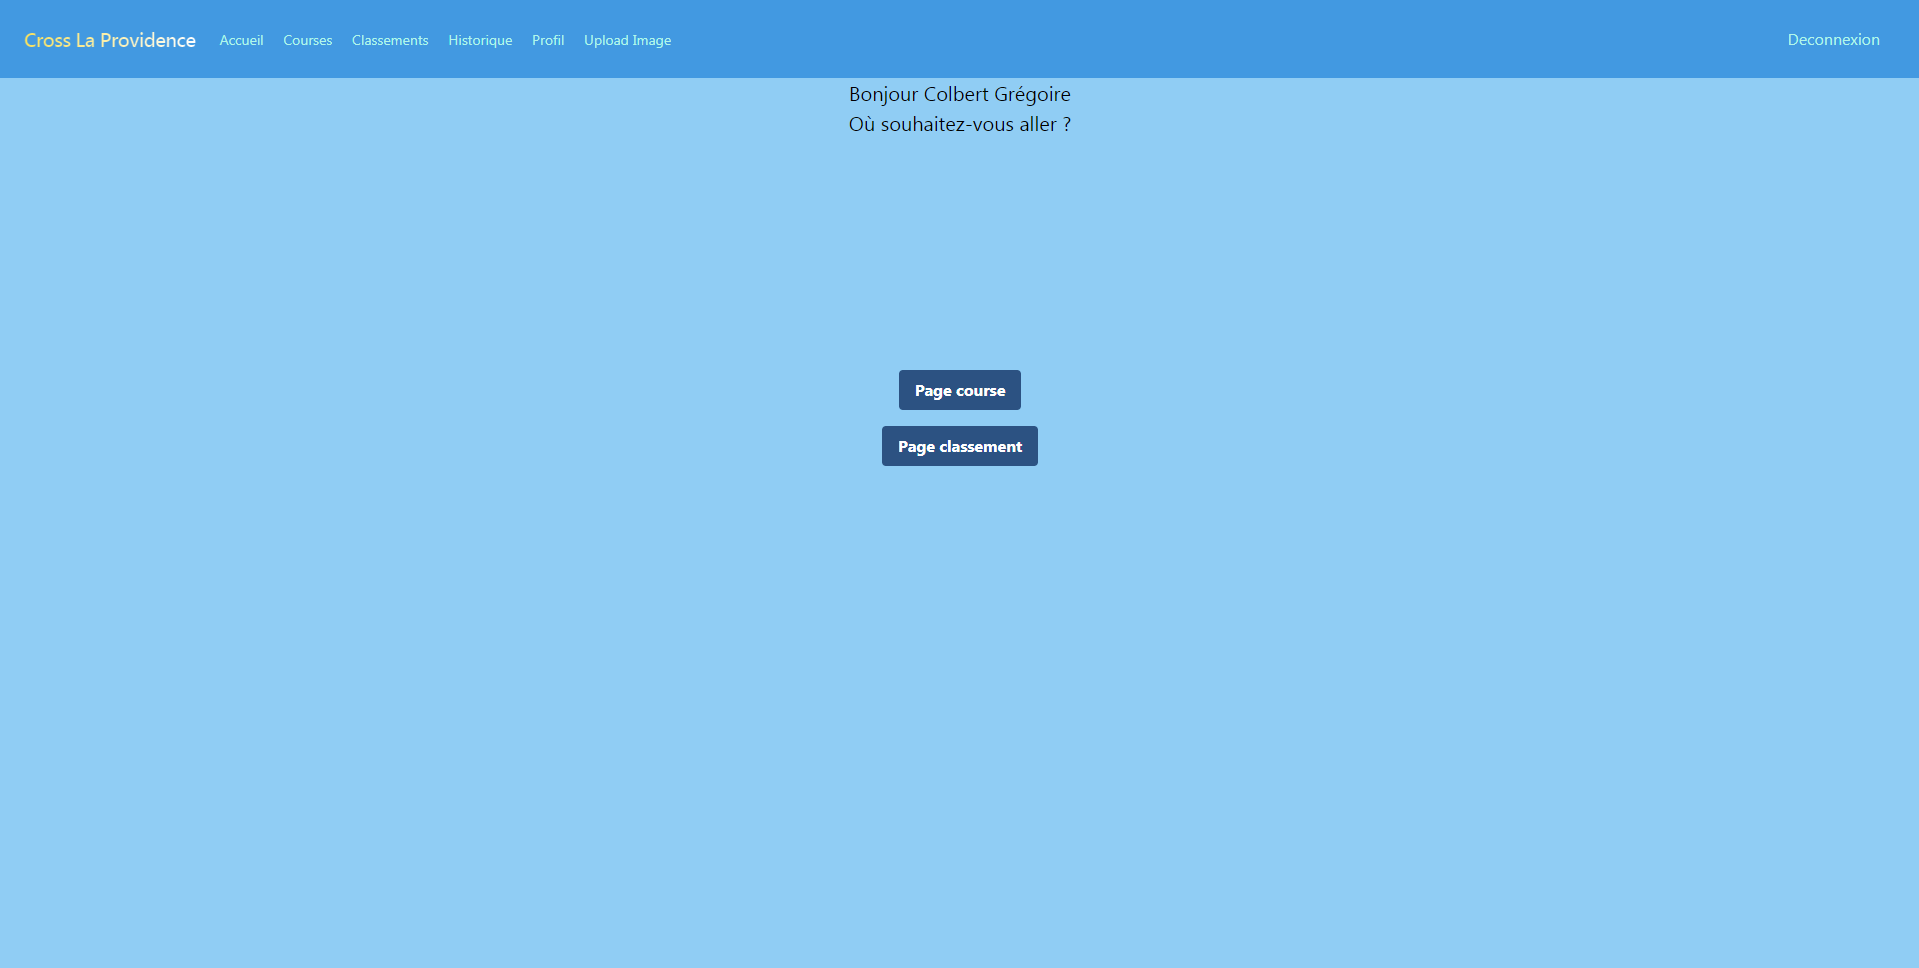 Cross La Providence Accueil Courses Classements Historique Profil Upload Image Deconnexion
Bonjour Colbert Grégoire
Où souhaitez-vous aller ?
Page course
Page classement